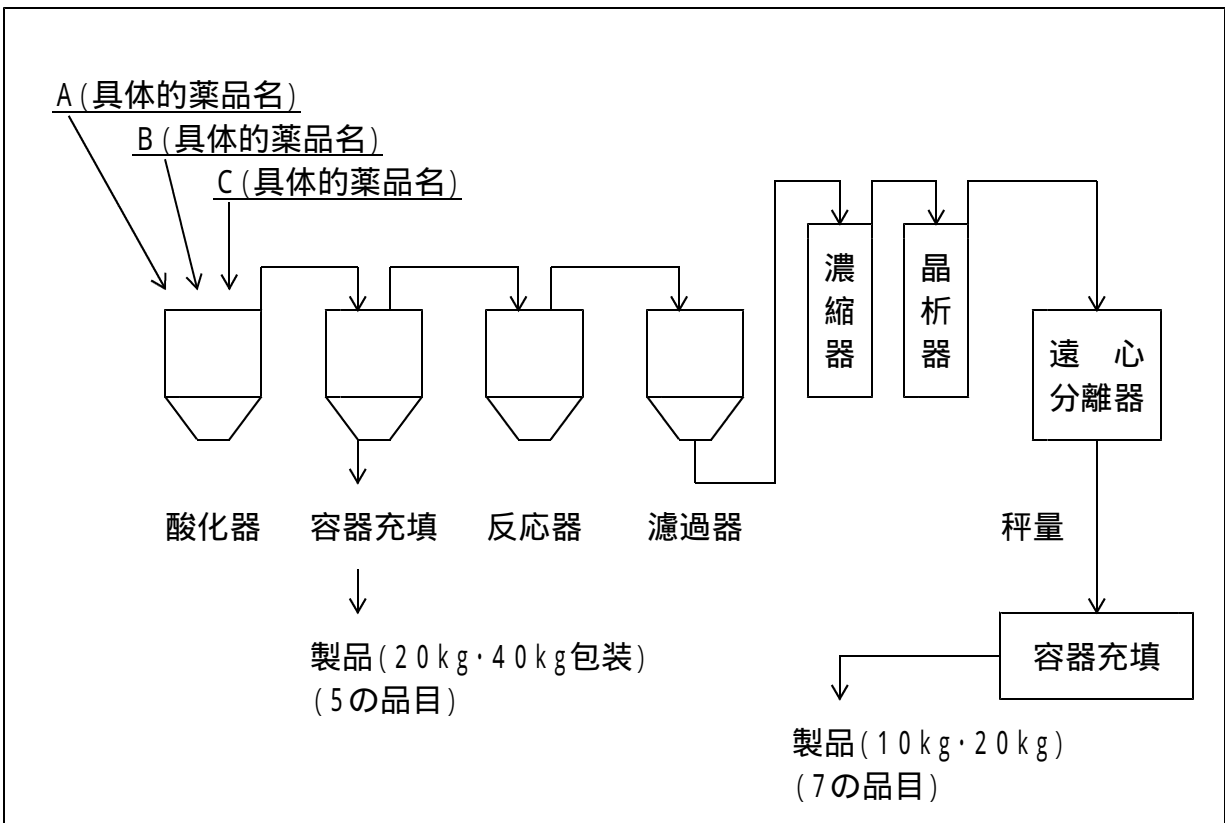 A(具体的薬品名)
B(具体的薬品名)
C(具体的薬品名)
濃縮器
晶析器
遠心
分離器
酸化器
容器充填
反応器
濾過器
秤量
製品(20kg・40kg包装)
(5の品目)
容器充填
製品(10kg・20kg)
(7の品目)